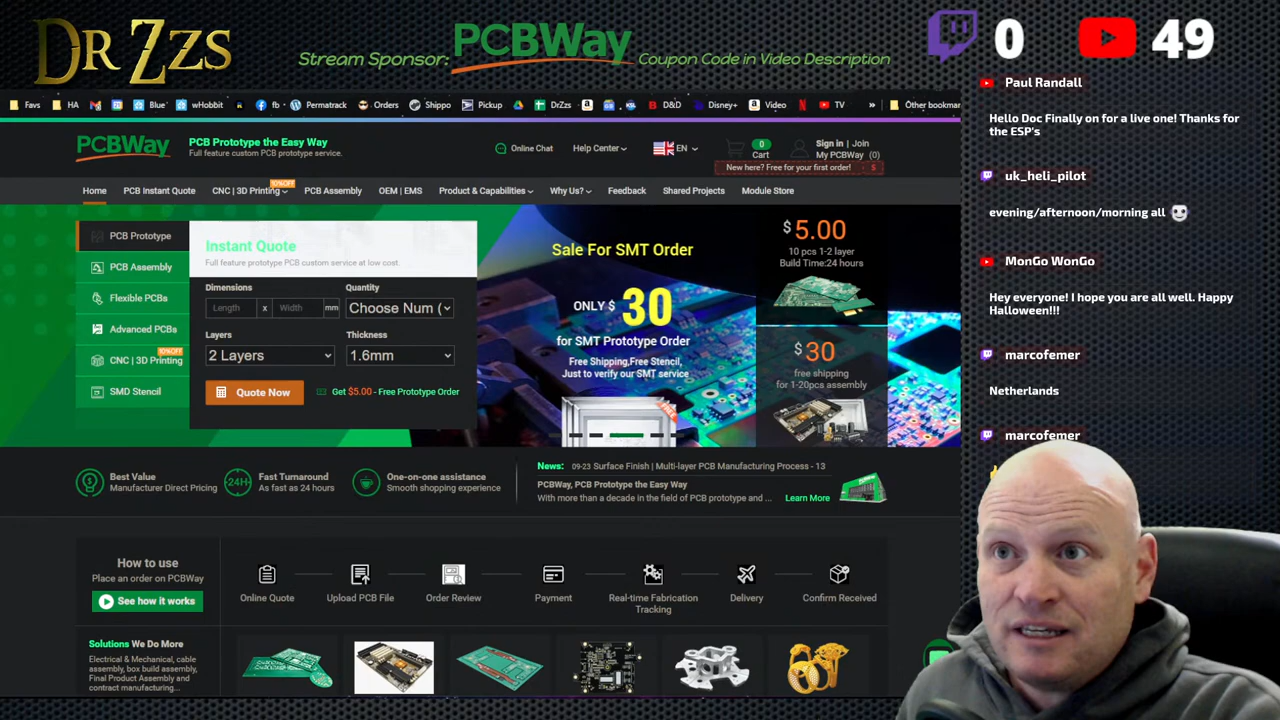 DR ZZS
Stream Sponsor: PCBWay Coupon Code in Video Description
0
49
Favs
HA
Blue
wHobbit
fb
Permatrack
Orders
Shippo
Pickup
DrZzs
D&D
Disney+
Video
TV
»
Other bookmar
PCBWay
PCB Prototype the Easy Way
Full feature custom PCB prototype service.
Online Chat
Help Center
EN
0
Cart
Sign in | Join
My PCBWAY (0)
New here? Free for your first order!
$
Home
PCB Instant Quote
CNC | 3D Printing
10%OFF
PCB Assembly
OEM | EMS
Product & Capabilities
Why Us?
Feedback
Shared Projects
Module Store
PCB Prototype
PCB Assembly
Flexible PCBs
Advanced PCBs
10%OFF
CNC | 3D Printing
SMD Stencil
Instant Quote
Full feature prototype PCB custom service at low cost.
Dimensions
Quantity
Length x Width mm
Choose Num (
Layers
Thickness
2 Layers
1.6mm
Quote Now
Get $5.00 - Free Prototype Order
Sale For SMT Order
ONLY $ 30
for SMT Prototype Order
Free Shipping,Free Stencil,
Just to verify our SMT service
FREE
$ 5.00
10 pcs 1-2 layer
Build Time:24 hours
$ 30
free shipping
for 1-20pcs assembly
Best Value
Manufacturer Direct Pricing
24H
Fast Turnaround
As fast as 24 hours
One-on-one assistance
Smooth shopping experience
News: 09-23 Surface Finish | Multi-layer PCB Manufacturing Process - 13
PCBWay, PCB Prototype the Easy Way
With more than a decade in the field of PCB prototype and ...
Learn More
How to use
Place an order on PCBWay
See how it works
Online Quote
Upload PCB File
Order Review
Payment
Real-time Fabrication
Tracking
Delivery
Confirm Received
Solutions We Do More
Electrical & Mechanical, cable
assembly, box build assembly,
Final Product Assembly and
contract manufacturing...
Paul Randall
Hello Doc Finally on for a live one! Thanks for
the ESP's
uk_heli_pilot
evening/afternoon/morning all
MonGo WonGo
Hey everyone! I hope you are all well. Happy
Halloween!!!
marcofemer
Netherlands
marcofemer